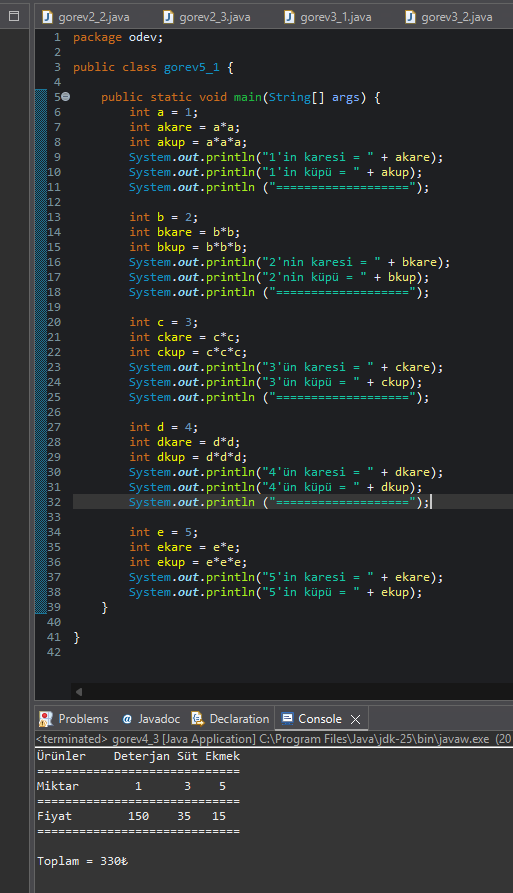 gorev2_2.java gorev2_3.java gorev3_1.java gorev3_2.java
1 package odev;
2
3 public class gorev5_1 {
4
5 public static void main(String[] args) {
6 int a = 1;
7 int akare = a*a;
8 int akup = a*a*a;
9 System.out.println("1'in karesi = " + akare);
10 System.out.println("1'in küpü = " + akup);
11 System.out.println ("===================");
12
13 int b = 2;
14 int bkare = b*b;
15 int bkup = b*b*b;
16 System.out.println("2'nin karesi = " + bkare);
17 System.out.println("2'nin küpü = " + bkup);
18 System.out.println ("===================");
19
20 int c = 3;
21 int ckare = c*c;
22 int ckup = c*c*c;
23 System.out.println("3'ün karesi = " + ckare);
24 System.out.println("3'ün küpü = " + ckup);
25 System.out.println ("===================");
26
27 int d = 4;
28 int dkare = d*d;
29 int dkup = d*d*d;
30 System.out.println("4'ün karesi = " + dkare);
31 System.out.println("4'ün küpü = " + dkup);
32 System.out.println ("===================");
33
34 int e = 5;
35 int ekare = e*e;
36 int ekup = e*e*e;
37 System.out.println("5'in karesi = " + ekare);
38 System.out.println("5'in küpü = " + ekup);
39 }
40
41 }
42
Problems Javadoc Declaration Console
<terminated> gorev4_3 [Java Application] C:\Program Files\Java\jdk-25\bin\javaw.exe (20
Ürünler Deterjan Süt Ekmek
=============================
Miktar 1 3 5
=============================
Fiyat 150 35 15
=============================
Toplam = 330₺